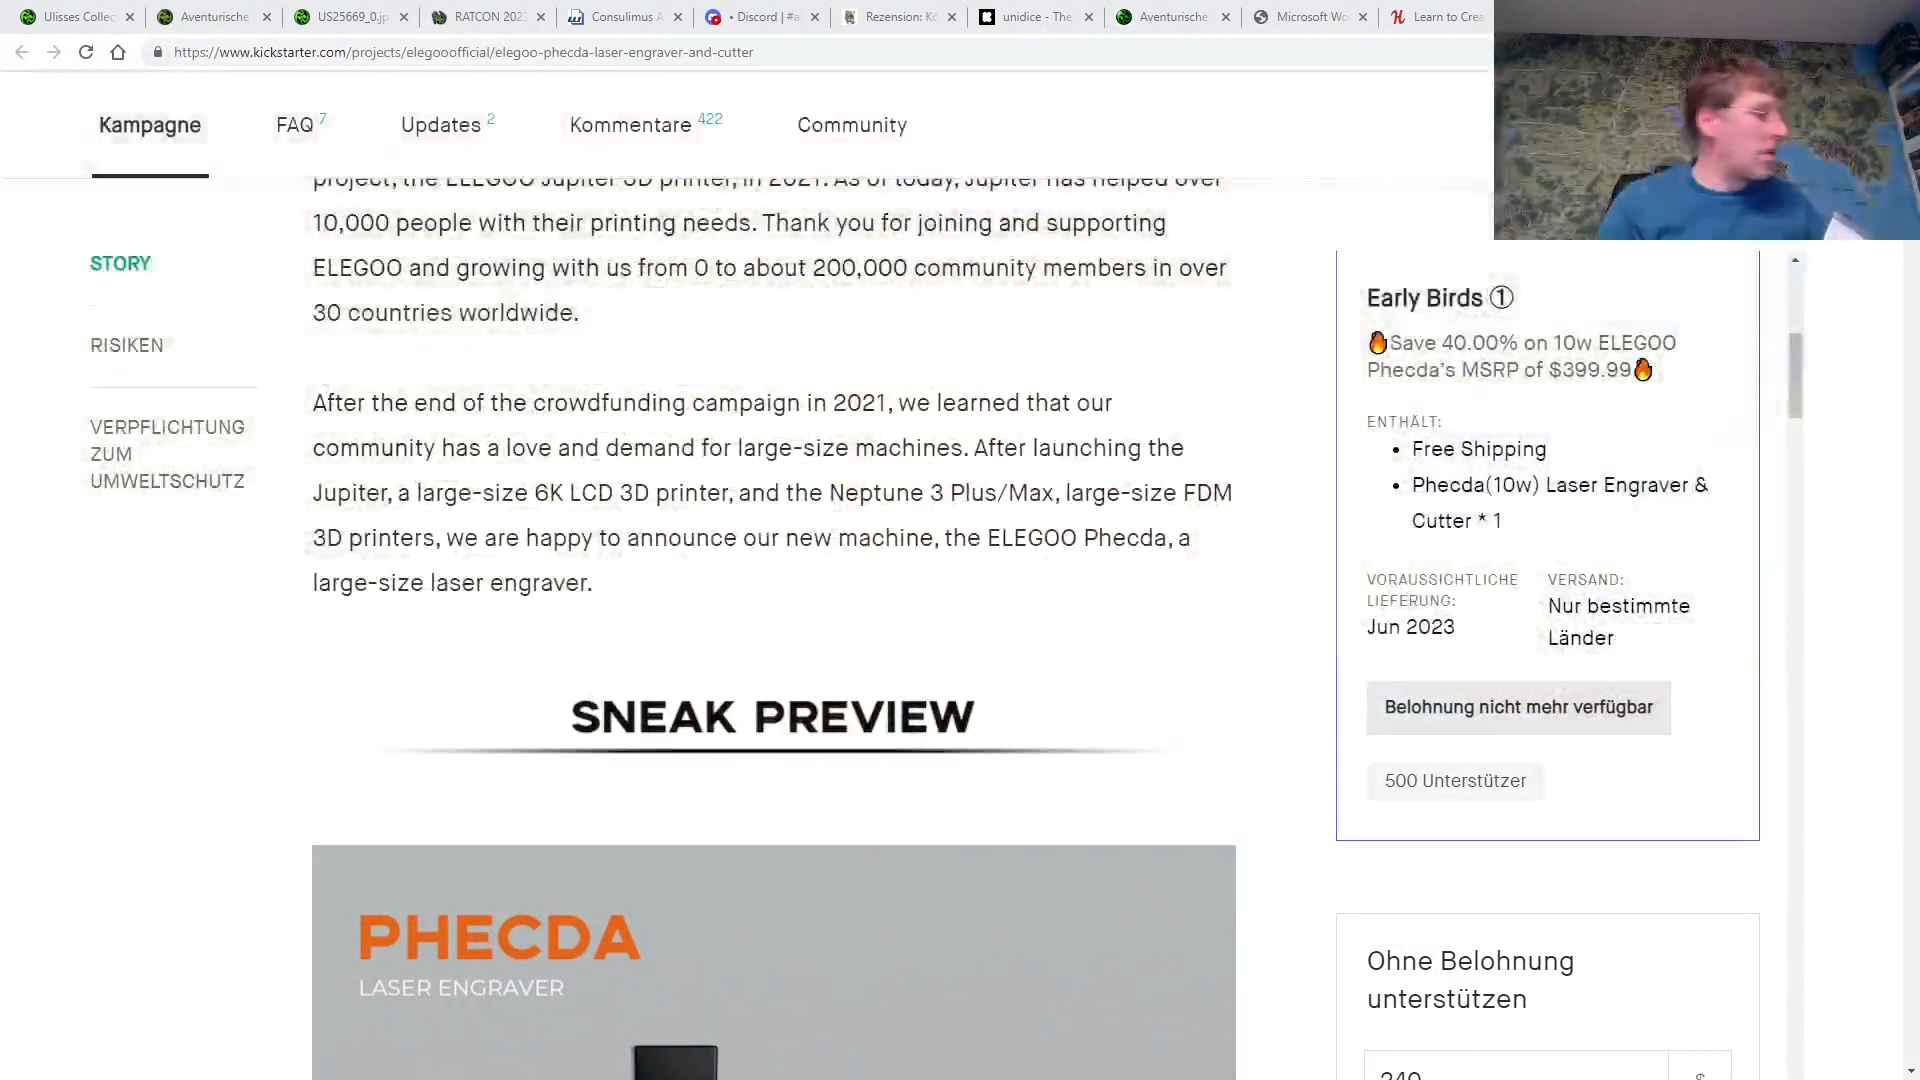 Ulisses Collec
Aventurische
US25669_0.jp
RATCON 2023
Consulimus A
• Discord | #a
Rezension: Kö
unidice - The
Aventurische
Microsoft Wo
Learn to Crea
https://www.kickstarter.com/projects/elegooofficial/elegoo-phecda-laser-engraver-and-cutter
Kampagne
FAQ 7
Updates 2
Kommentare 422
Community
STORY
RISIKEN
VERPFLICHTUNG
ZUM
UMWELTSCHUTZ
project, the ELEGOO Jupiter 3D printer, in 2021. As of today, Jupiter has helped over
10,000 people with their printing needs. Thank you for joining and supporting
ELEGOO and growing with us from 0 to about 200,000 community members in over
30 countries worldwide.
After the end of the crowdfunding campaign in 2021, we learned that our
community has a love and demand for large-size machines. After launching the
Jupiter, a large-size 6K LCD 3D printer, and the Neptune 3 Plus/Max, large-size FDM
3D printers, we are happy to announce our new machine, the ELEGOO Phecda, a
large-size laser engraver.
SNEAK PREVIEW
PHECDA
LASER ENGRAVER
Early Birds ①
🔥Save 40.00% on 10w ELEGOO
Phecda's MSRP of $399.99🔥
ENTHÄLT:
• Free Shipping
• Phecda(10w) Laser Engraver &
Cutter * 1
VORAUSSICHTLICHE
LIEFERUNG:
Jun 2023
VERSAND:
Nur bestimmte
Länder
Belohnung nicht mehr verfügbar
500 Unterstützer
Ohne Belohnung
unterstützen
240
$